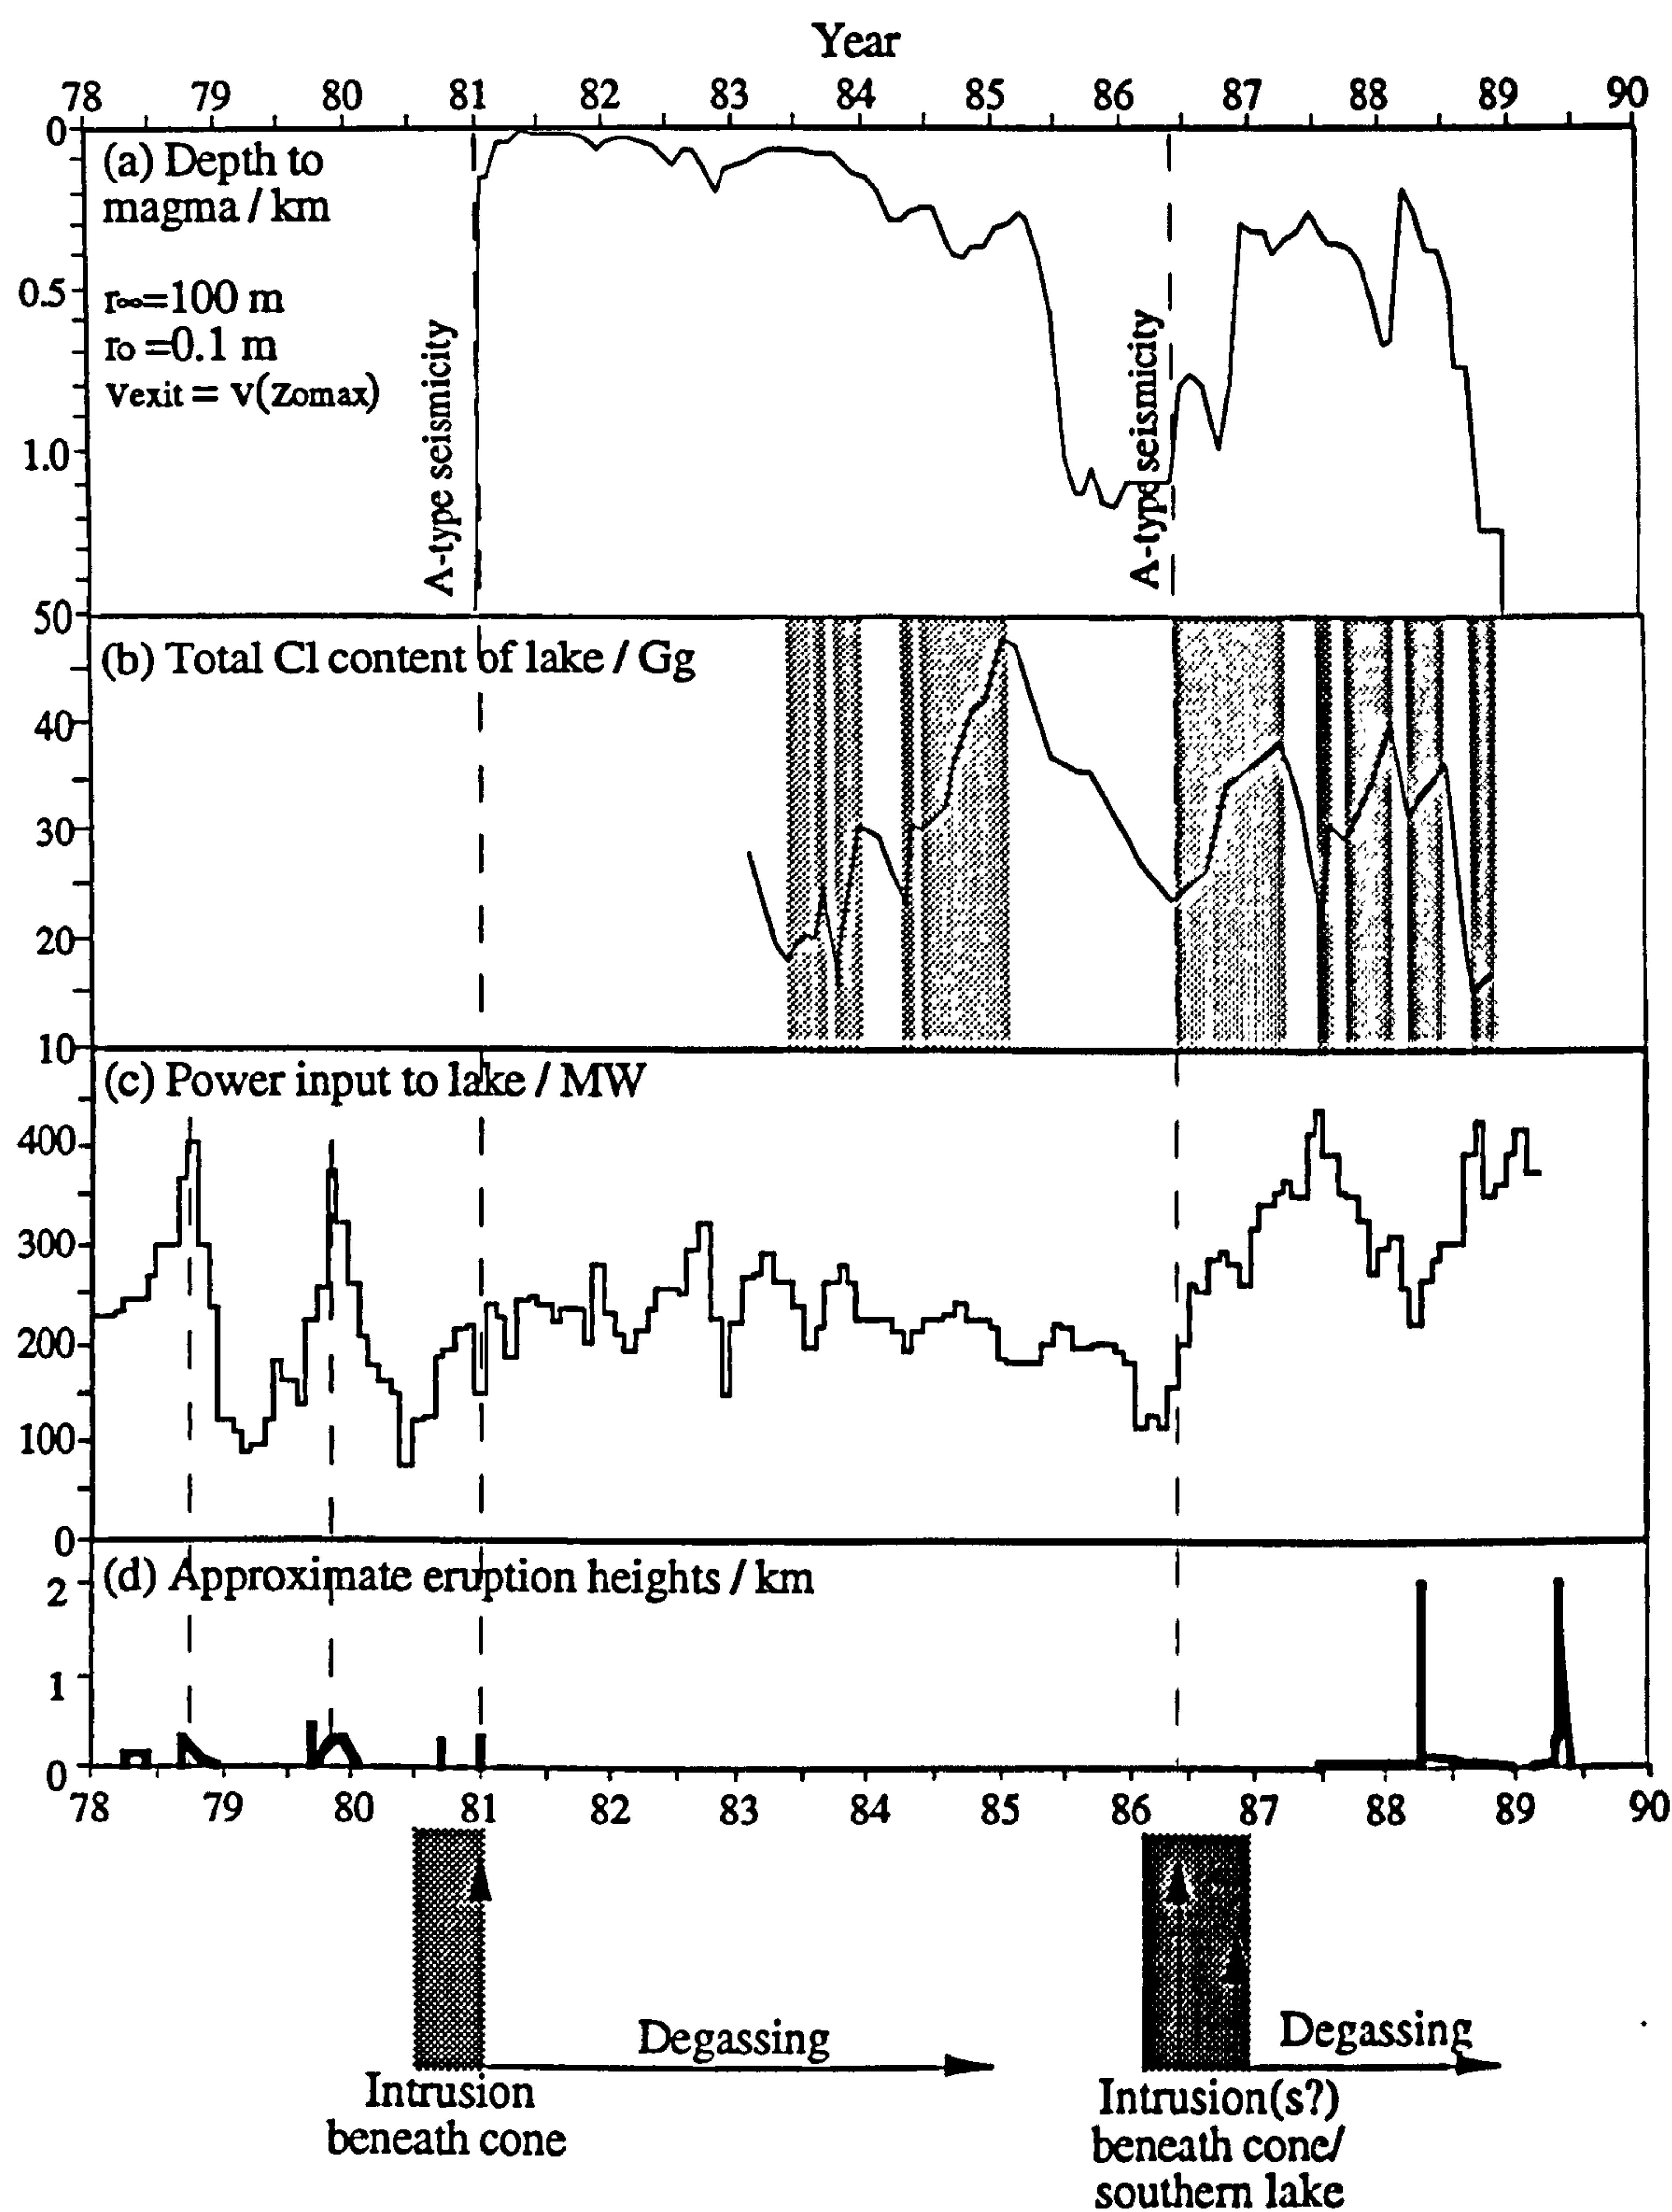 Year
78 79 80 81 82 83 84 85 86 87 88 89 90
0
(a) Depth to
magma / km
0.5
r∞=100 m
ro =0.1 m
vexit = v(zomax)
1.0
A-type seismicity
A-type seismicity
50
(b) Total Cl content of lake / Gg
40
30
20
10
(c) Power input to lake / MW
400
300
200
100
0
(d) Approximate eruption heights / km
2
1
0
78 79 80 81 82 83 84 85 86 87 88 89 90
Degassing
Degassing
Intrusion
beneath cone
Intrusion(s?)
beneath cone/
southern lake